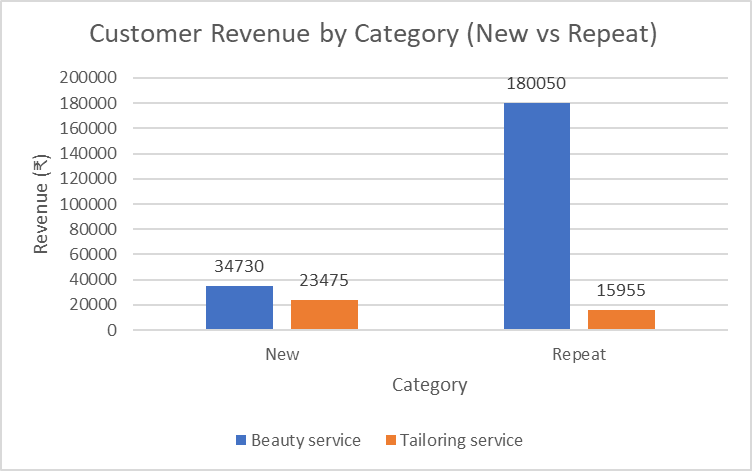 Customer Revenue by Category (New vs Repeat)
Revenue (₹)
200000
180000
160000
140000
120000
100000
80000
60000
40000
20000
0
34730
23475
180050
15955
New
Repeat
Category
Beauty service
Tailoring service